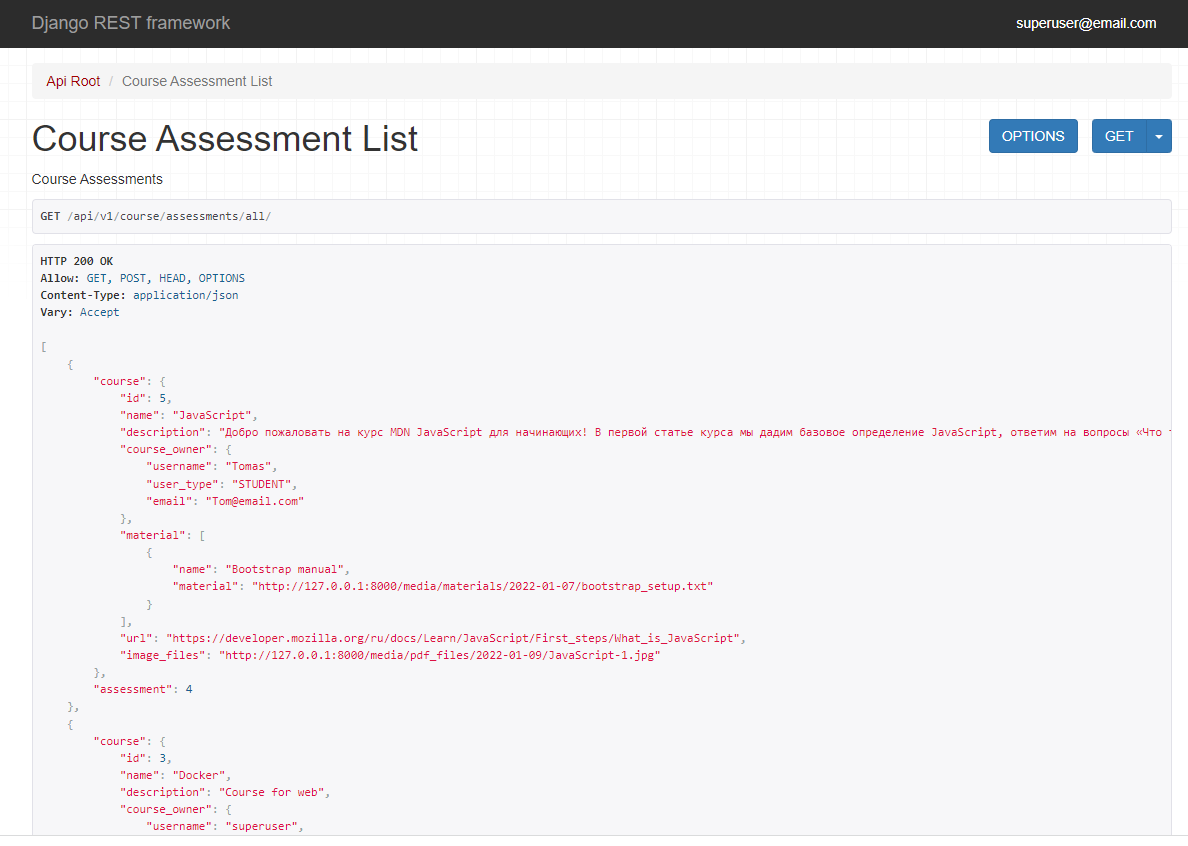 Django REST framework
superuser@email.com
Api Root / Course Assessment List
Course Assessment List
OPTIONS
GET
Course Assessments
GET /api/v1/course/assessments/all/
HTTP 200 OK
Allow: GET, POST, HEAD, OPTIONS
Content-Type: application/json
Vary: Accept
[
{
"course": {
"id": 5,
"name": "JavaScript",
"description": "Добро пожаловать на курс MDN JavaScript для начинающих! В первой статье курса мы дадим базовое определение JavaScript, ответим на вопросы «Что
"course_owner": {
"username": "Tomas",
"user_type": "STUDENT",
"email": "Tom@email.com"
},
"material": [
{
"name": "Bootstrap manual",
"material": "http://127.0.0.1:8000/media/materials/2022-01-07/bootstrap_setup.txt"
}
],
"url": "https://developer.mozilla.org/ru/docs/Learn/JavaScript/First_steps/What_is_JavaScript",
"image_files": "http://127.0.0.1:8000/media/pdf_files/2022-01-09/JavaScript-1.jpg"
},
"assessment": 4
},
{
"course": {
"id": 3,
"name": "Docker",
"description": "Course for web",
"course_owner": {
"username": "superuser",